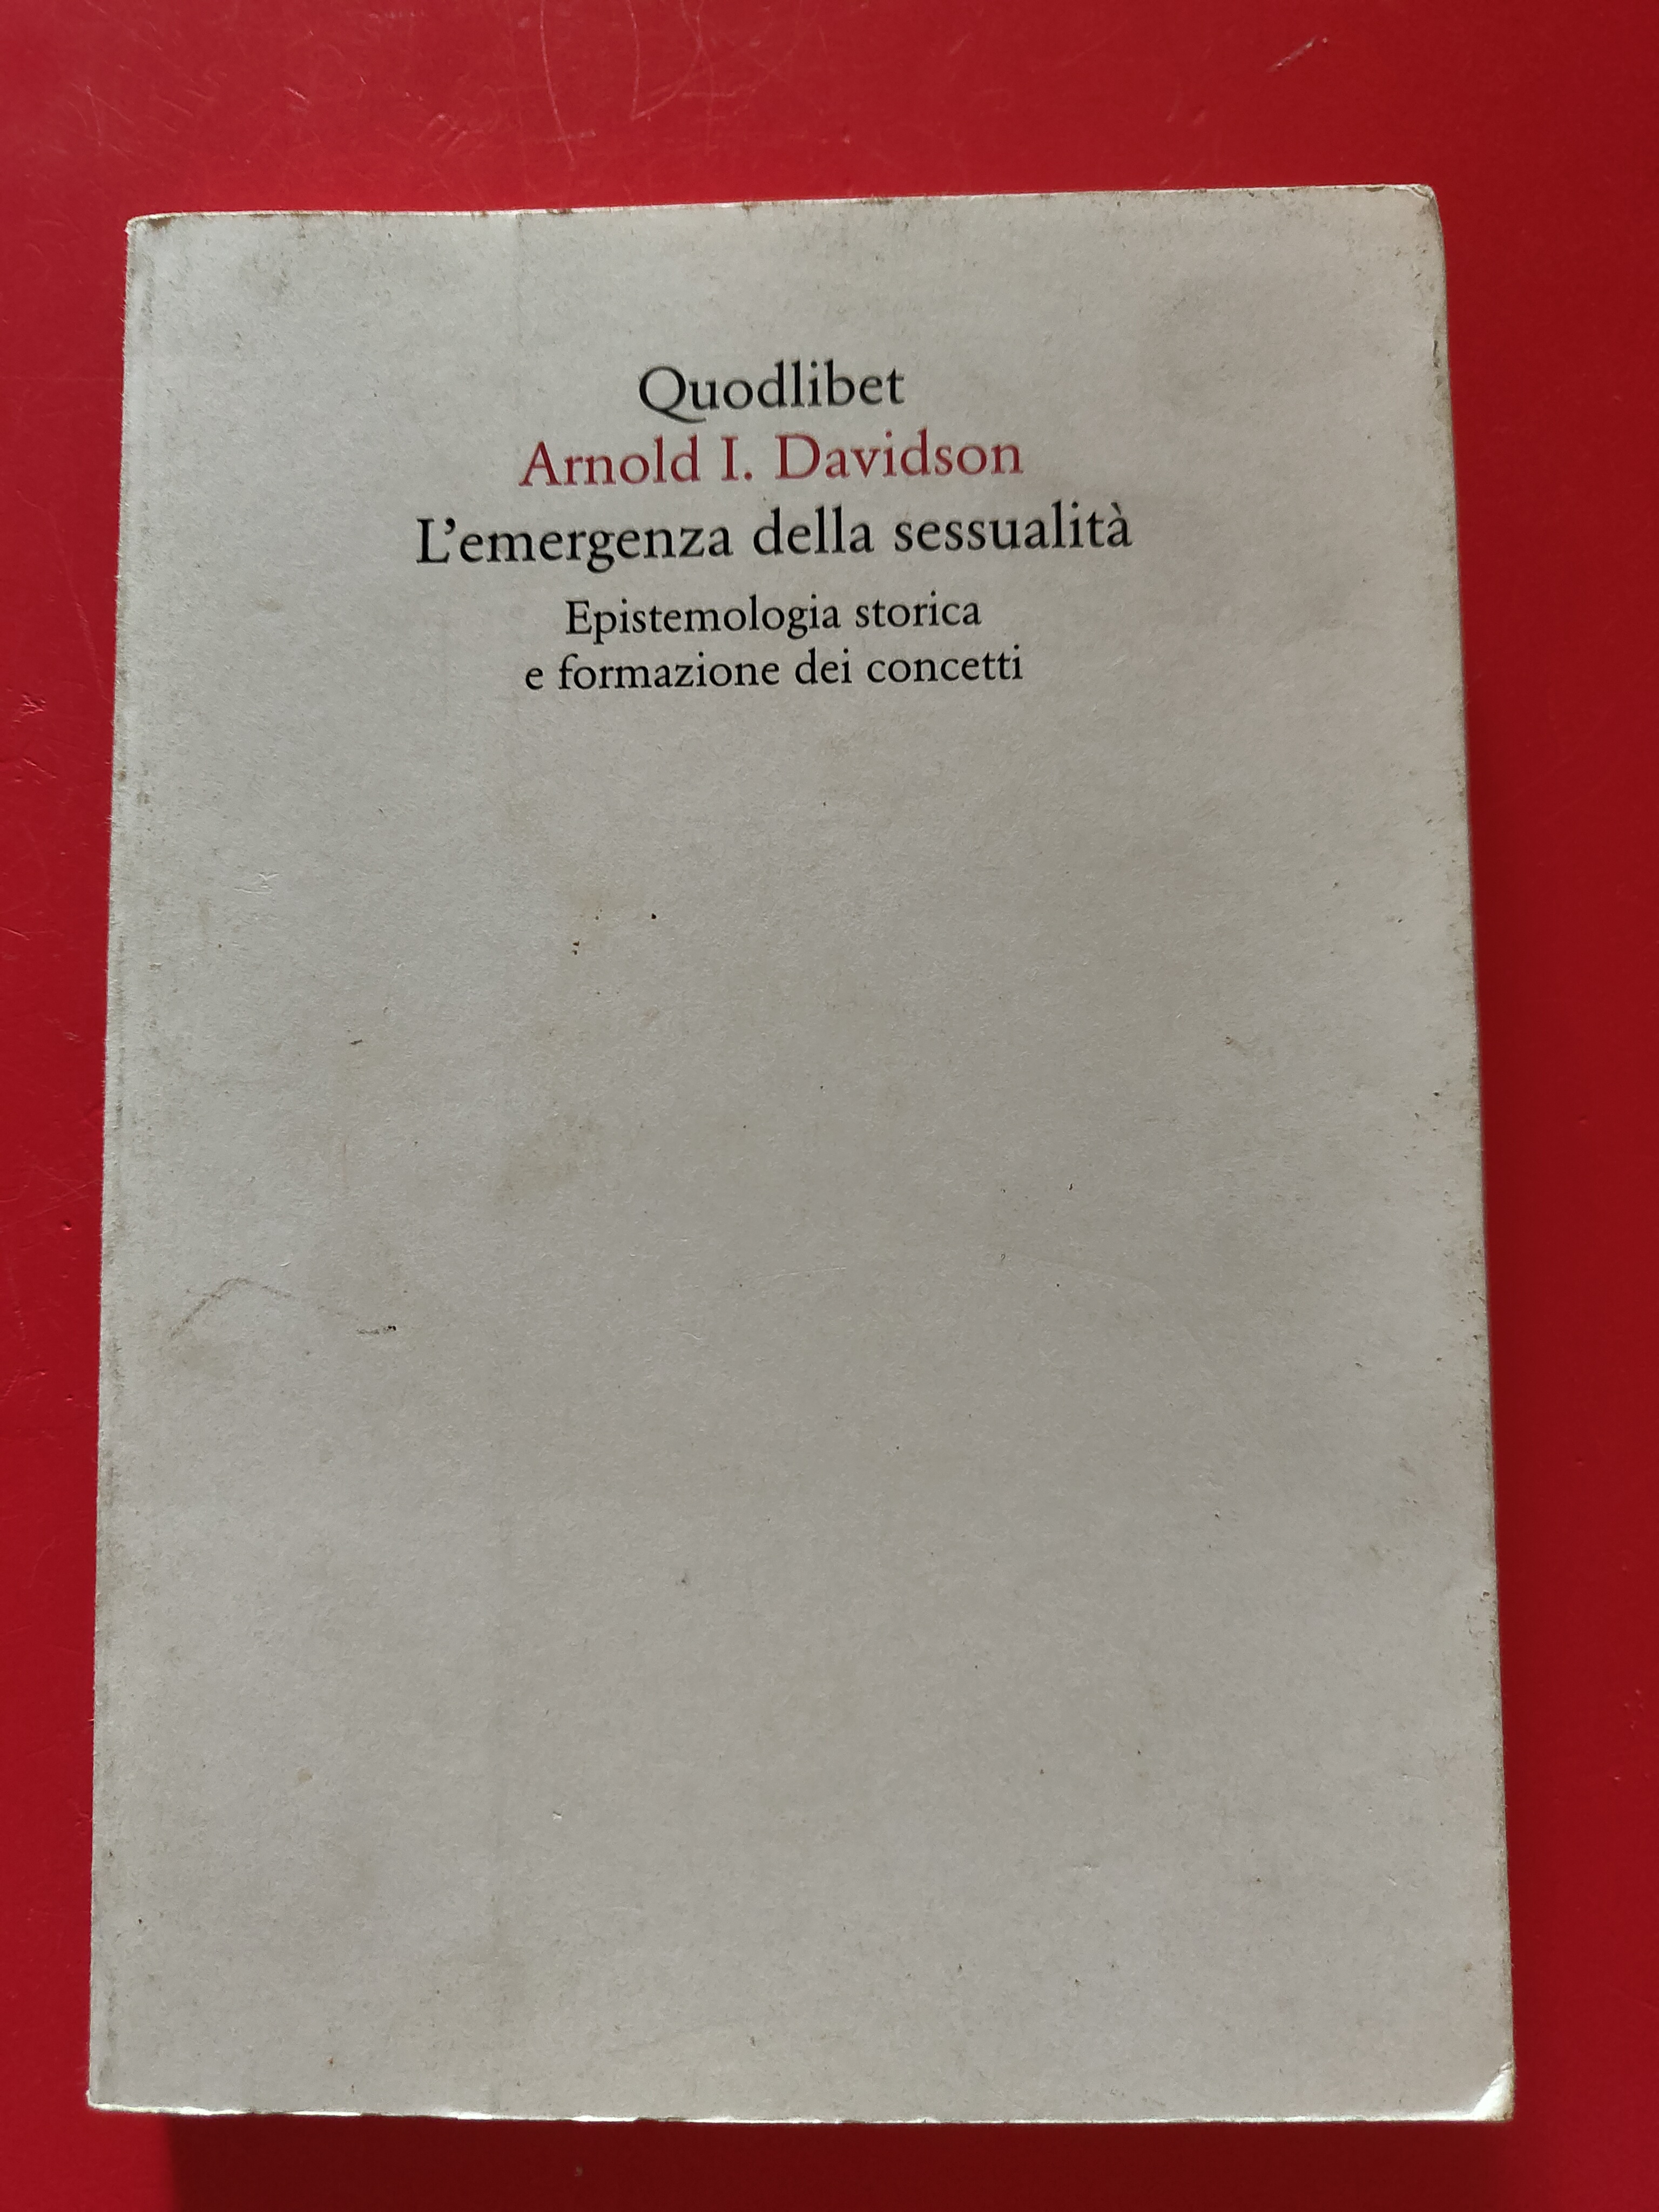 Quodlibet
Arnold I. Davidson
L'emergenza della sessualità
Epistemologia storica
e formazione dei concetti